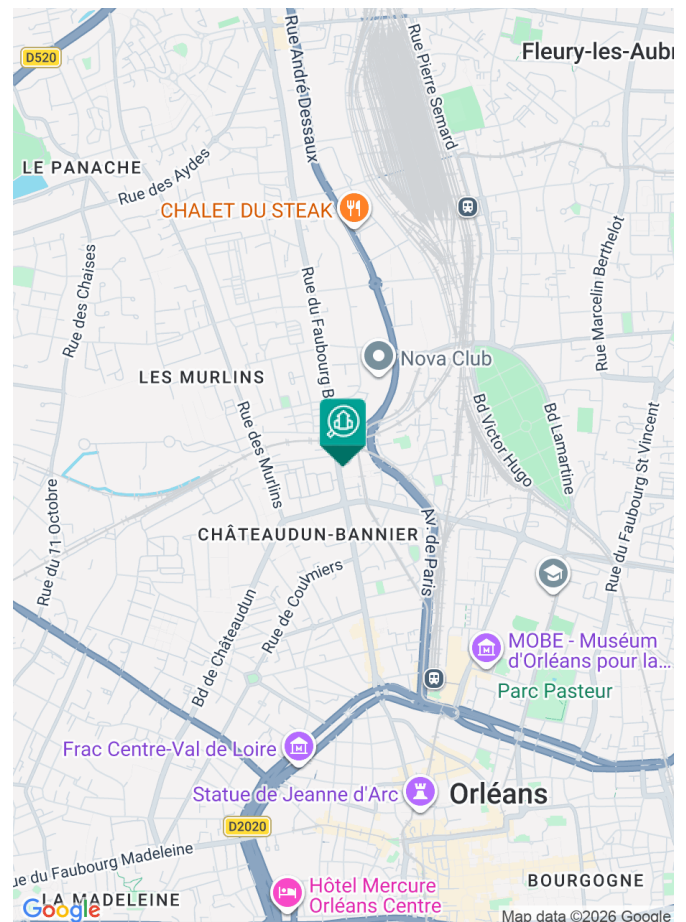 D520
Fleury-les-Aubr
Rue André Dessaux
Rue Pierre Semard
LE PANACHE
Rue des Aydes
CHALET DU STEAK
Rue des Chaises
Rue du Faubourg B
Rue Marcelin Berthelot
Nova Club
LES MURLINS
Rue des Murlins
Bd Victor Hugo
Bd Lamartine
Rue du Faubourg St Vincent
Rue du 11 Octobre
CHÂTEAUDUN-BANNIER
Av. de Paris
Rue de Coulmiers
Bd de Châteaudun
MOBE - Muséum
d'Orléans pour la...
Parc Pasteur
Frac Centre-Val de Loire
Statue de Jeanne d'Arc
Orléans
D2020
ue du Faubourg Madeleine
BOURGOGNE
Hôtel Mercure
Orléans Centre
LA MADELEINE
Google
Map data ©2026 Google